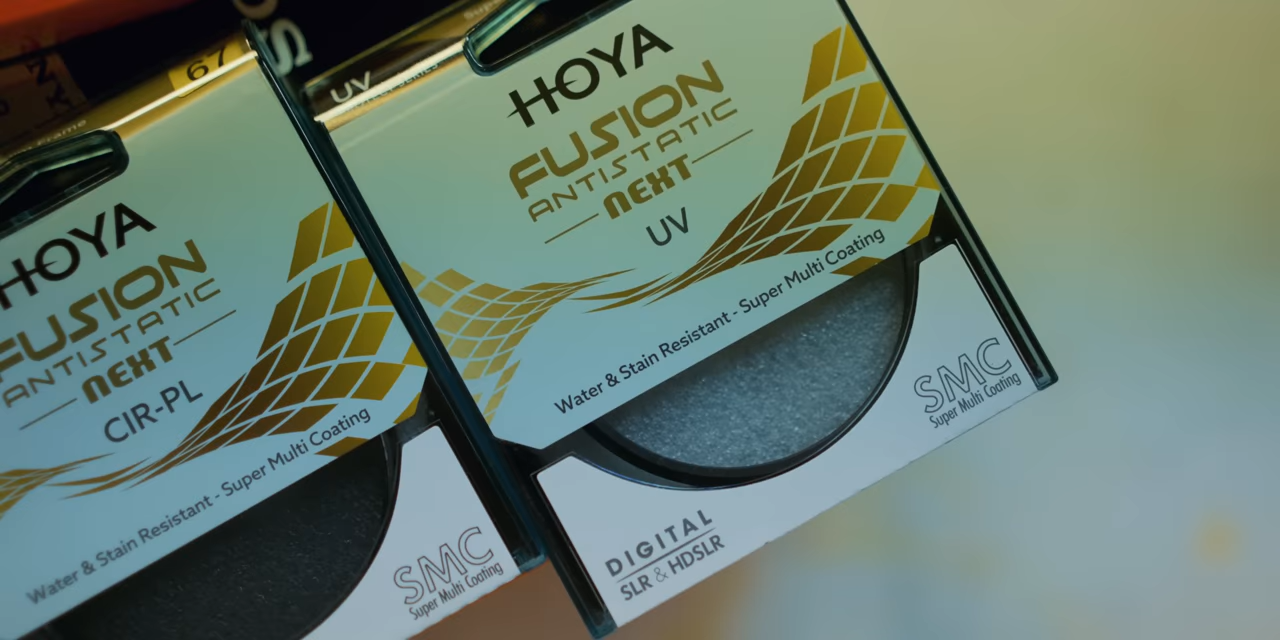 67
HOYA
FUSION
ANTISTATIC
NEXT
CIR-PL
Water & Stain Resistant - Super Multi Coating
SMC
Super Multi Coating
UV
HOYA
FUSION
ANTISTATIC
NEXT
UV
Water & Stain Resistant - Super Multi Coating
SMC
Super Multi Coating
DIGITAL
SLR & HDSLR